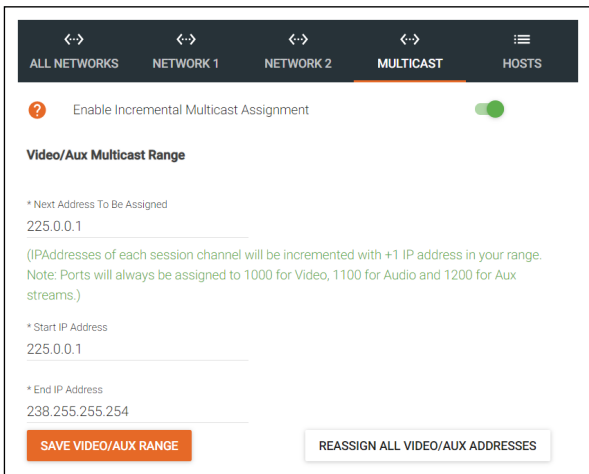 ALL NETWORKS NETWORK 1 NETWORK 2 MULTICAST HOSTS
? Enable Incremental Multicast Assignment
Video/Aux Multicast Range
* Next Address To Be Assigned
225.0.0.1
(IPAddresses of each session channel will be incremented with +1 IP address in your range.
Note: Ports will always be assigned to 1000 for Video, 1100 for Audio and 1200 for Aux
streams.)
* Start IP Address
225.0.0.1
* End IP Address
238.255.255.254
SAVE VIDEO/AUX RANGE REASSIGN ALL VIDEO/AUX ADDRESSES